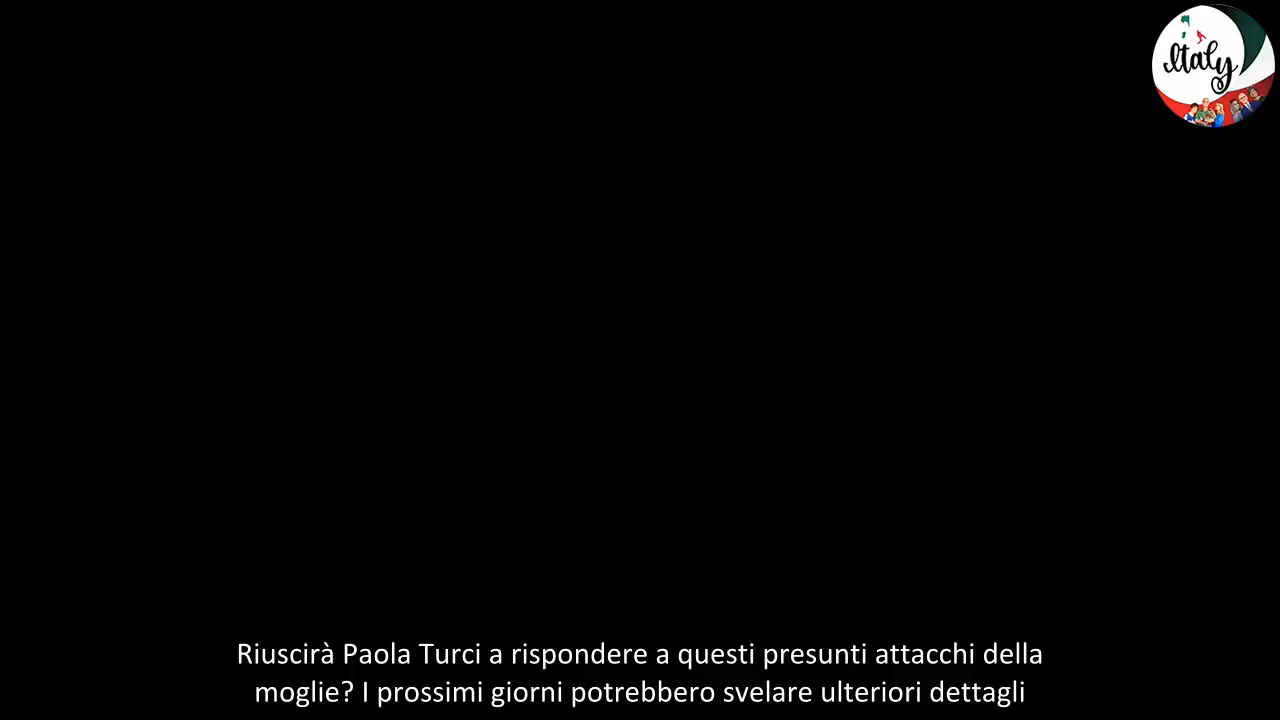 Italy
Riuscirà Paola Turci a rispondere a questi presunti attacchi della
moglie? I prossimi giorni potrebbero svelare ulteriori dettagli